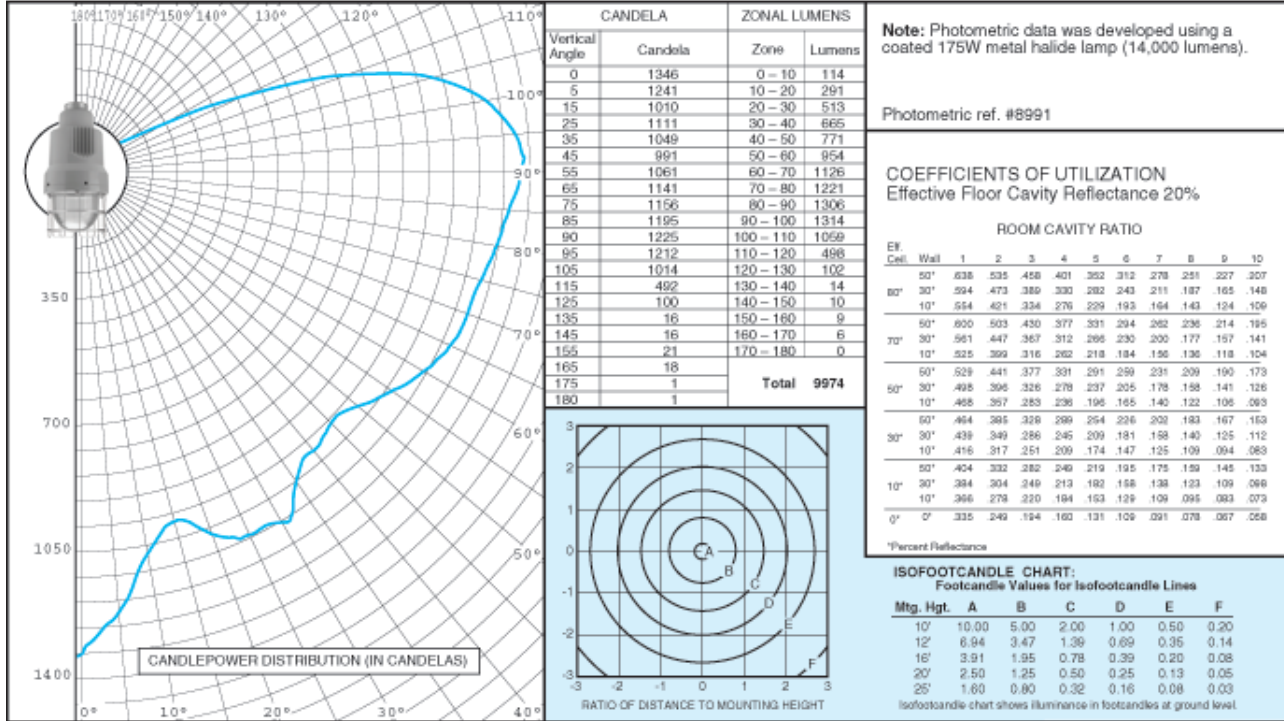 180° 170° 160° 150° 140° 130° 120° 110°
100°
90°
80°
70°
60°
50°
350
700
1050
1400
0° 10° 20° 30° 40°
CANDLEPOWER DISTRIBUTION (IN CANDELAS)
CANDELA ZONAL LUMENS
Vertical Angle Candela Zone Lumens
0 1346 0 – 10 114
5 1241 10 – 20 291
15 1010 20 – 30 513
25 1111 30 – 40 665
35 1049 40 – 50 771
45 991 50 – 60 954
55 1061 60 – 70 1126
65 1141 70 – 80 1221
75 1156 80 – 90 1306
85 1195 90 – 100 1314
90 1225 100 – 110 1059
95 1212 110 – 120 498
105 1014 120 – 130 102
115 492 130 – 140 14
125 100 140 – 150 10
135 16 150 – 160 9
145 16 160 – 170 6
155 21 170 – 180 0
165 18
175 1 Total 9974
180 1
3
2
1
0
-1
-2
-3
-3 -2 -1 0 1 2 3
A
B
C
D
E
F
RATIO OF DISTANCE TO MOUNTING HEIGHT
Note: Photometric data was developed using a
coated 175W metal halide lamp (14,000 lumens).
Photometric ref. #8991
COEFFICIENTS OF UTILIZATION
Effective Floor Cavity Reflectance 20%
ROOM CAVITY RATIO
Eff.
Ceil. Wall 1 2 3 4 5 6 7 8 9 10
50* .638 .535 .458 .401 .352 .312 .278 .251 .227 .207
80* 30* .594 .473 .389 .330 .282 .243 .211 .187 .165 .148
10* .554 .421 .334 .276 .229 .193 .164 .143 .124 .109
50* .600 .503 .430 .377 .331 .294 .262 .236 .214 .195
70* 30* .561 .447 .367 .312 .266 .230 .200 .177 .157 .141
10* .525 .399 .316 .262 .218 .184 .156 .136 .118 .104
50* .529 .441 .377 .331 .291 .259 .231 .209 .190 .173
50* 30* .498 .396 .326 .278 .237 .205 .178 .158 .141 .126
10* .468 .357 .283 .236 .196 .165 .140 .122 .106 .093
50* .464 .385 .328 .289 .254 .226 .202 .183 .167 .153
30* 30* .439 .349 .286 .245 .209 .181 .158 .140 .125 .112
10* .416 .317 .251 .209 .174 .147 .125 .109 .094 .083
50* .404 .332 .282 .249 .219 .195 .175 .159 .145 .133
10* 30* .384 .304 .249 .213 .182 .158 .138 .123 .109 .098
10* .366 .278 .220 .184 .153 .129 .109 .095 .083 .073
0* 0* .335 .249 .194 .160 .131 .109 .091 .078 .067 .058
*Percent Reflectance
ISOFOOTCANDLE CHART:
Footcandle Values for Isofootcandle Lines
Mtg. Hgt. A B C D E F
10' 10.00 5.00 2.00 1.00 0.50 0.20
12' 6.94 3.47 1.39 0.69 0.35 0.14
16' 3.91 1.95 0.78 0.39 0.20 0.08
20' 2.50 1.25 0.50 0.25 0.13 0.05
25' 1.60 0.80 0.32 0.16 0.08 0.03
Isofootcandle chart shows illuminance in footcandles at ground level.